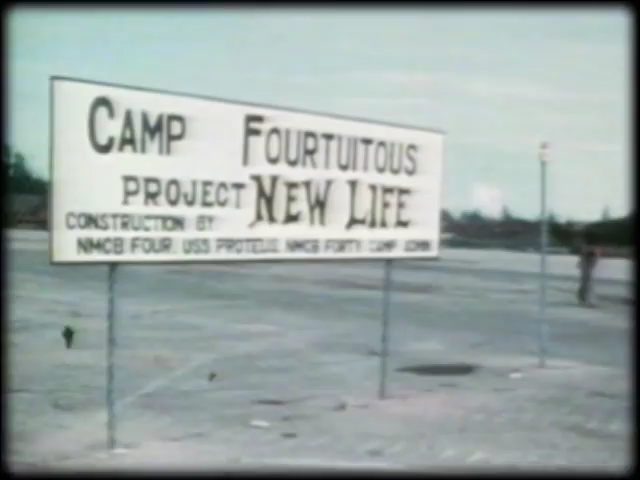 CAMP FOURTUITOUS
PROJECT NEW LIFE
CONSTRUCTION BY
NMCB FOUR, USS PROTEUS, NMCB FORTY CAMP ADMIN